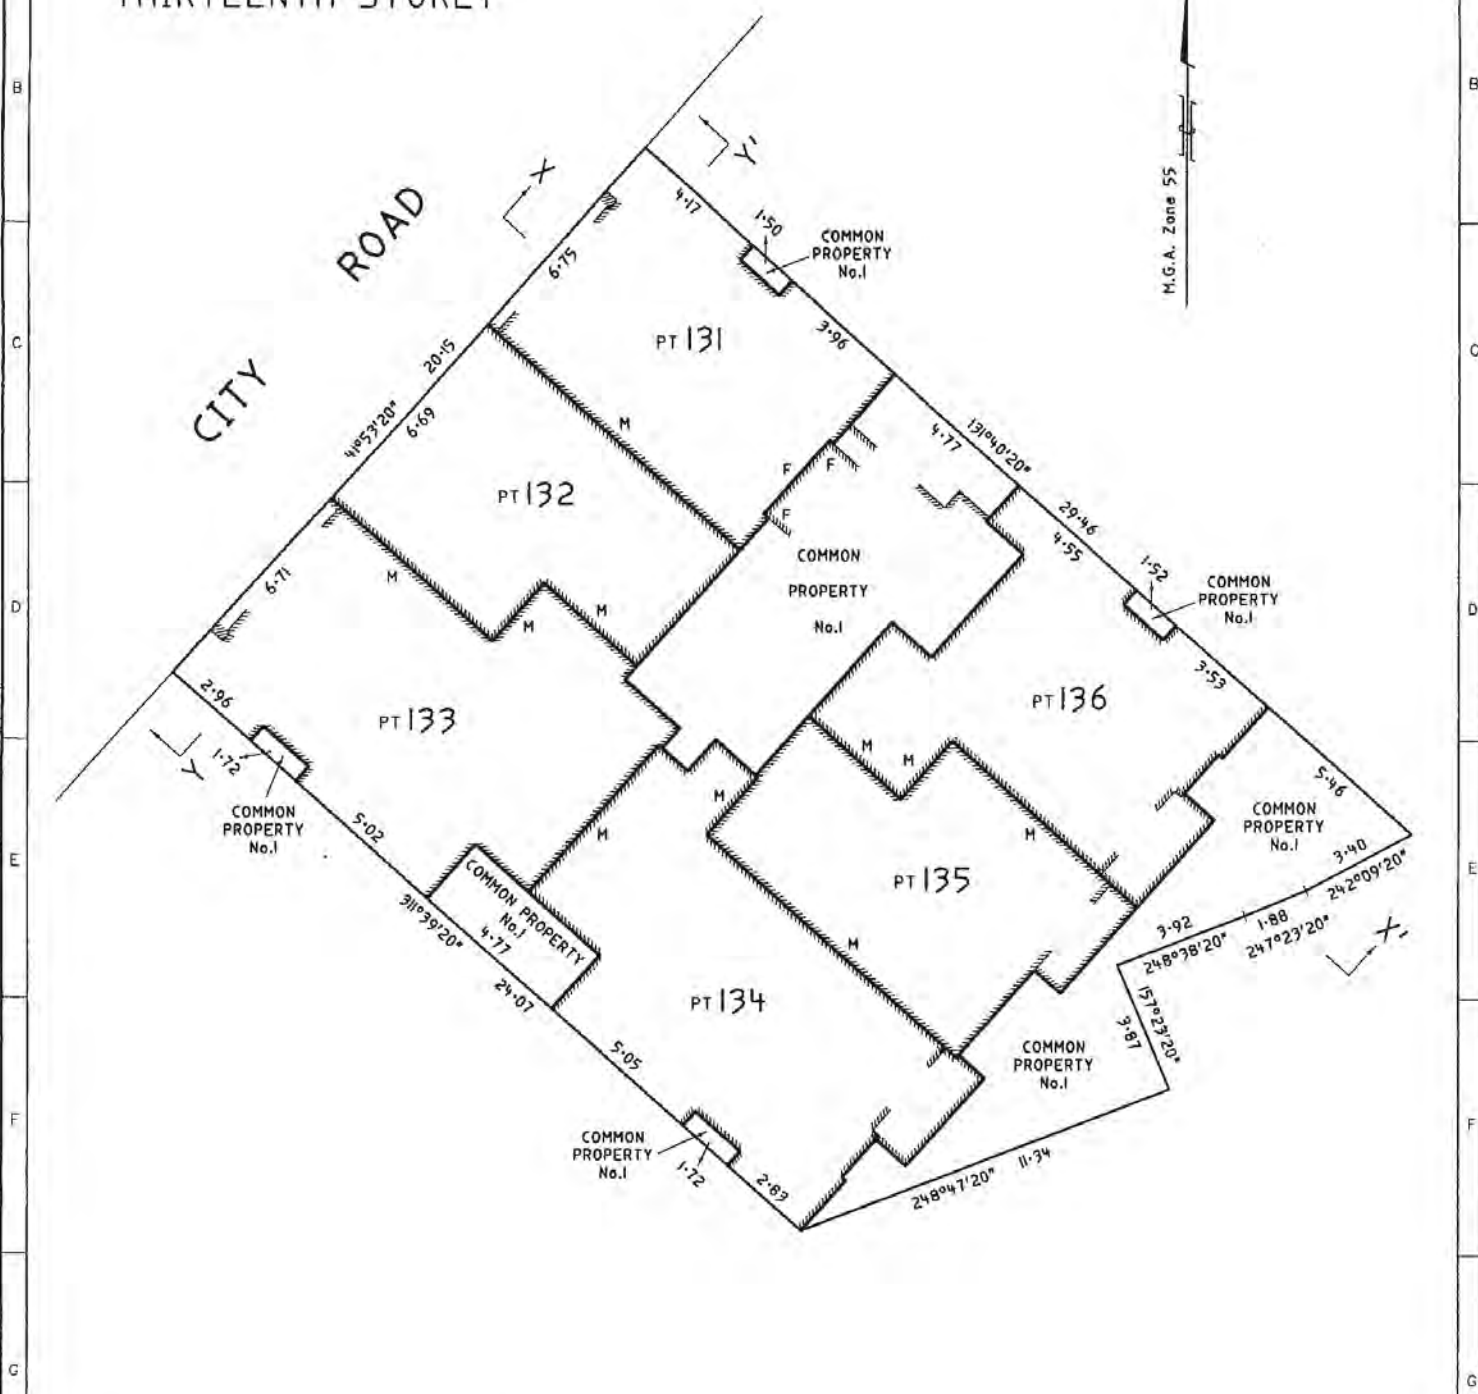 THIRTEENTH STOREY
B
B
C
C
D
D
E
E
F
F
G
G
M.G.A. Zone 55
CITY ROAD
X
Y'
4·17
1·50
COMMON
PROPERTY
No.1
6·75
3·96
PT 131
20·15
41°53'20"
6·69
M
4·77
131°40'20"
F
F
F
PT 132
29·46
4·55
1·52
COMMON
PROPERTY
No.1
COMMON
PROPERTY
No.1
6·71
M
M
M
3·53
2·96
PT 133
PT 136
Y
1·72
COMMON
PROPERTY
No.1
M
M
M
M
M
5·46
COMMON
PROPERTY
No.1
5·02
3·40
242°09'20"
PT 135
COMMON PROPERTY
No.1
4·77
311°39'20"
24·07
M
3·92
248°38'20"
1·88
247°23'20"
X'
PT 134
157°23'20"
3·87
COMMON
PROPERTY
No.1
5·05
COMMON
PROPERTY
No.1
1·72
2·83
248°47'20"
11·34